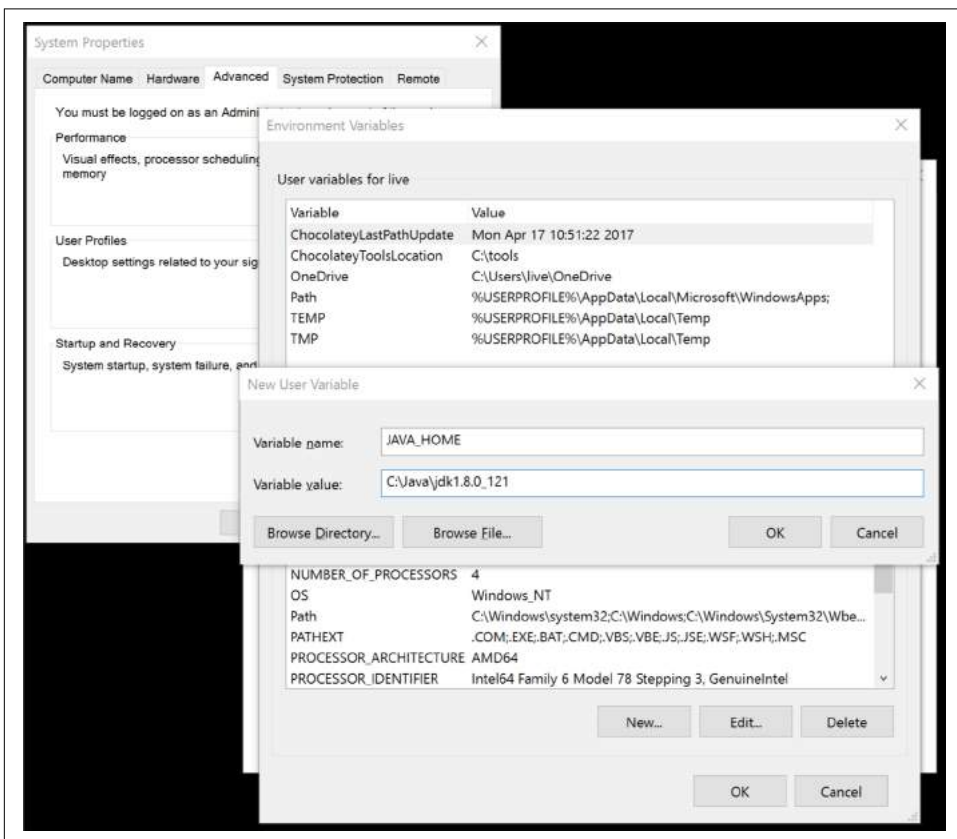 System Properties
Computer Name Hardware Advanced System Protection Remote
You must be logged on as an
Performance
Visual effects, processor scheduling
memory
User Profiles
Desktop settings related to your
Startup and Recovery
System startup, system failure, and
Environment Variables
User variables for live
Variable Value
ChocolateyLastPathUpdate Mon Apr 17 10:51:22 2017
ChocolateyToolsLocation C:\tools
OneDrive C:\Users\live\OneDrive
Path %USERPROFILE%\AppData\Local\Microsoft\WindowsApps;
TEMP %USERPROFILE%\AppData\Local\Temp
TMP %USERPROFILE%\AppData\Local\Temp
New User Variable
Variable name: JAVA_HOME
Variable value: C:\Java\jdk1.8.0_121
Browse Directory... Browse File... OK Cancel
NUMBER_OF_PROCESSORS 4
OS Windows_NT
Path C:\Windows\system32;C:\Windows;C:\Windows\System32\Wbe...
PATHEXT .COM;.EXE;.BAT;.CMD;.VBS;.VBE;.JS;.JSE;.WSF;.WSH;.MSC
PROCESSOR_ARCHITECTURE AMD64
PROCESSOR_IDENTIFIER Intel64 Family 6 Model 78 Stepping 3, GenuineIntel
New... Edit... Delete
OK Cancel